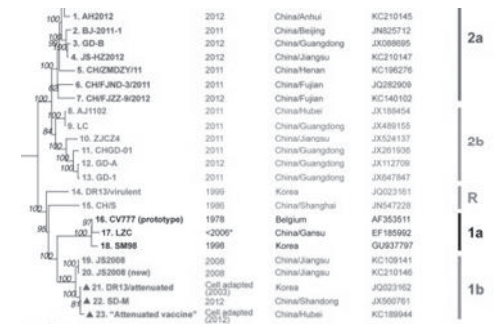 1. AH2012 2012 China/Anhui KC210145
2. BJ-2011-1 2011 China/Beijing JN825712
3. GD-B 2012 China/Guangdong JX088695
4. JS-HZ2012 2012 China/Jiangsu KC210147
5. CH/ZMDZY/11 2011 China/Henan KC196276
6. CH/FJND-3/2011 2011 China/Fujian JQ282909
7. CH/FJZZ-9/2012 2012 China/Fujian KC140102
2a
8. AJ1102 2011 China/Hubei JX188454
9. LC 2011 China/Guangdong JX489155
10. ZJCZ4 2011 China/Jiangsu JX524137
11. CHGD-01 2011 China/Guangdong JX261936
12. GD-A 2012 China/Guangdong JX112709
13. GD-1 2011 China/Guangdong JX647847
2b
14. DR13/virulent 1999 Korea JQ023161
15. CH/S 1986 China/Shanghai JN547228
R
16. CV777 (prototype) 1978 Belgium AF353511
17. LZC <2006* China/Gansu EF185992
18. SM98 1998 Korea GU937797
1a
19. JS2008 2008 China/Jiangsu KC109141
20. JS2008 (new) 2008 China/Jiangsu KC210146
21. DR13/attenuated Cell adapted (2003) Korea JQ023162
22. SD-M 2012 China/Shandong JX560761
23. "Attenuated vaccine" Cell adapted (2012) China/Hubei KC189944
1b